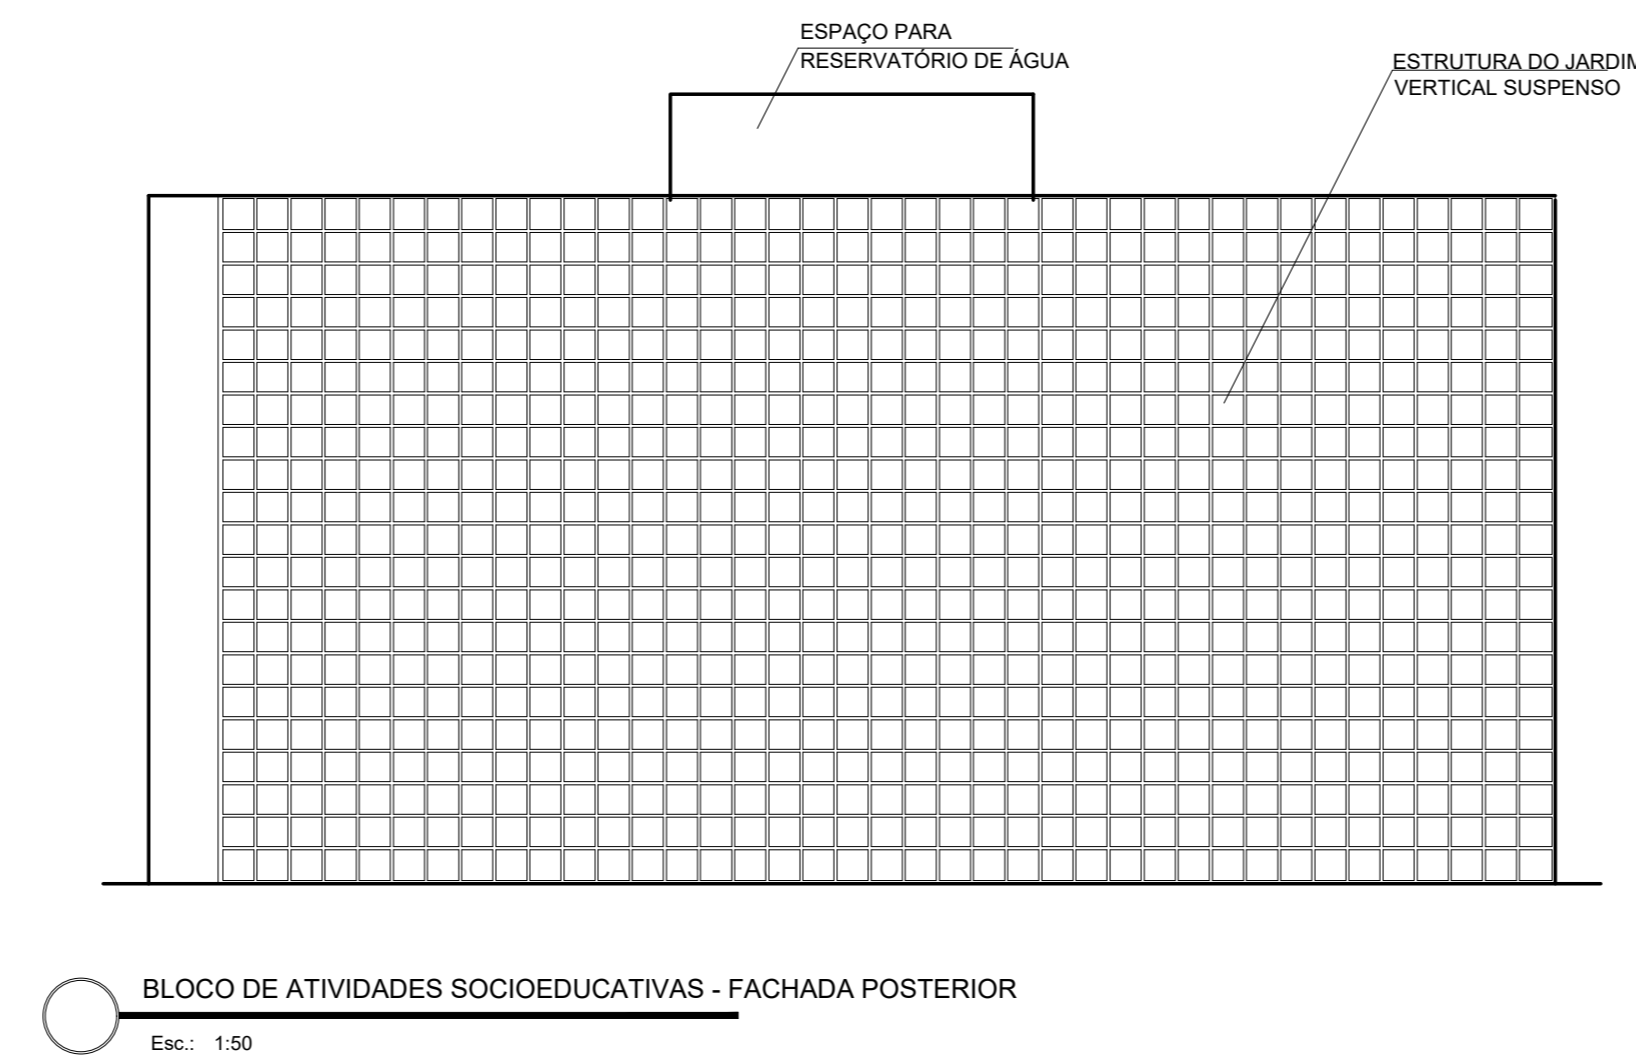 ESPAÇO PARA
RESERVATÓRIO DE ÁGUA
ESTRUTURA DO JARDIM
VERTICAL SUSPENSO
BLOCO DE ATIVIDADES SOCIOEDUCATIVAS - FACHADA POSTERIOR
Esc.: 1:50